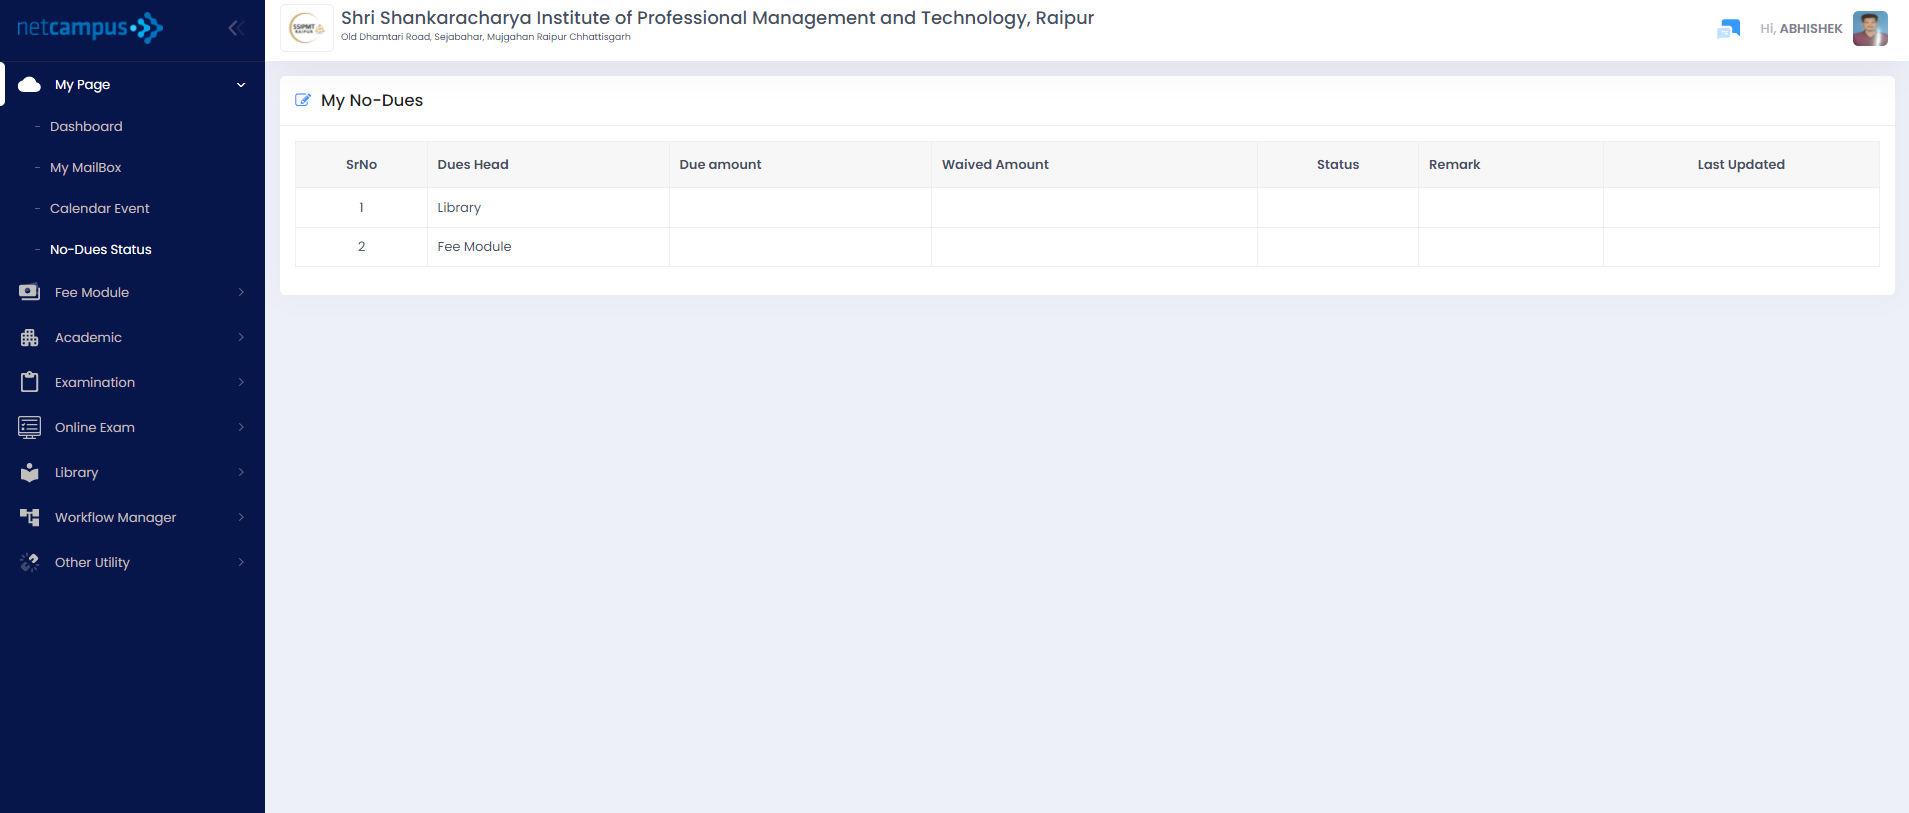 netcampus
Shri Shankaracharya Institute of Professional Management and Technology, Raipur
Old Dhamtari Road, Sejabahar, Mujgahan Raipur Chhattisgarh
SSIPMT
RAIPUR
Hi, ABHISHEK
My Page
Dashboard
My MailBox
Calendar Event
No-Dues Status
Fee Module
Academic
Examination
Online Exam
Library
Workflow Manager
Other Utility
My No-Dues
SrNo Dues Head Due amount Waived Amount Status Remark Last Updated
1 Library
2 Fee Module